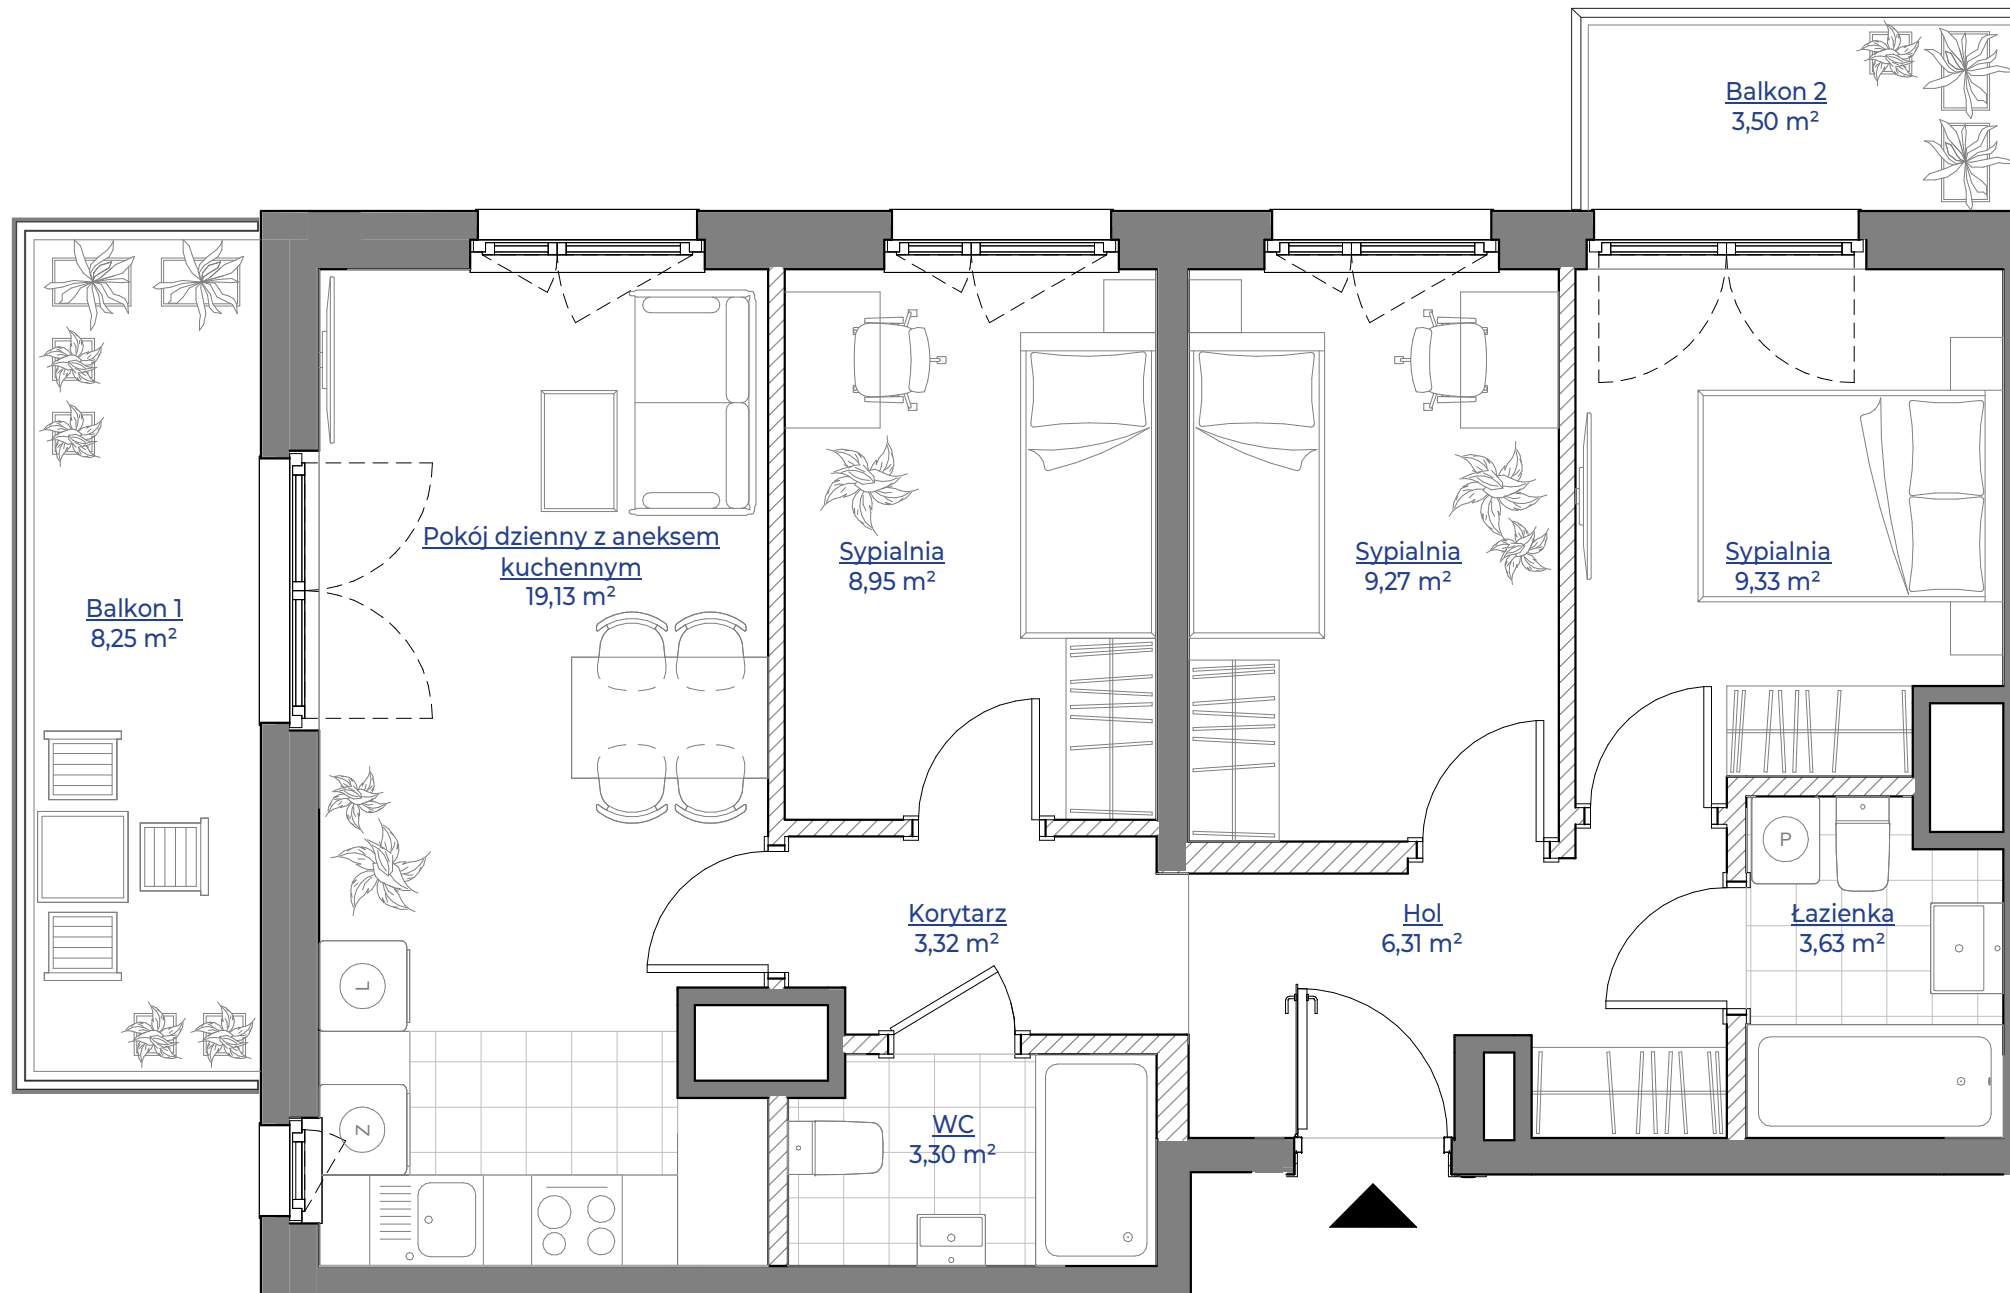 Balkon 2
3,50 m²
Pokój dzienny z aneksem
kuchennym
19,13 m²
Sypialnia
8,95 m²
Sypialnia
9,27 m²
Sypialnia
9,33 m²
Balkon 1
8,25 m²
P
Korytarz
3,32 m²
Hol
6,31 m²
Łazienka
3,63 m²
L
Z
WC
3,30 m²